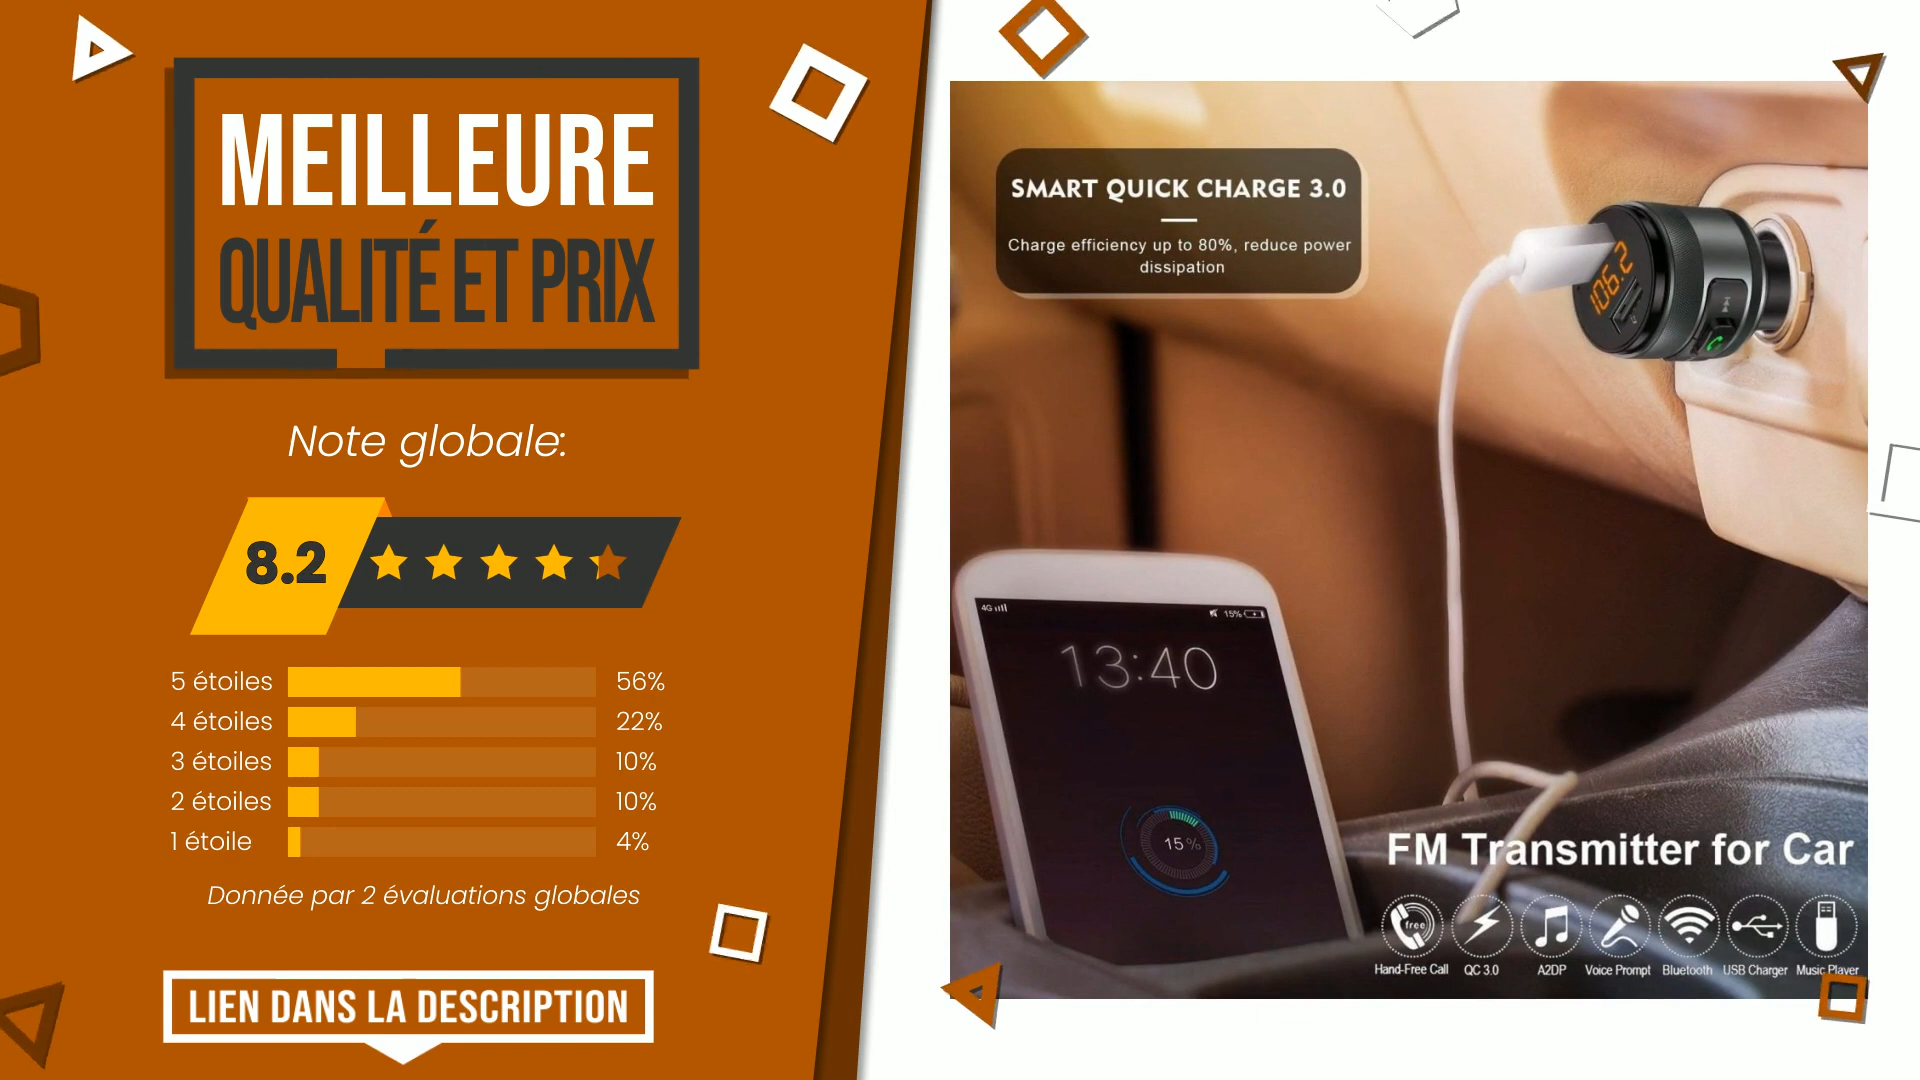 MEILLEURE
QUALITÉ ET PRIX
Note globale:
8.2
5 étoiles 56%
4 étoiles 22%
3 étoiles 10%
2 étoiles 10%
1 étoile 4%
Donnée par 2 évaluations globales
LIEN DANS LA DESCRIPTION
SMART QUICK CHARGE 3.0
Charge efficiency up to 80%, reduce power
dissipation
106.2
4G 15%
13:40
15%
FM Transmitter for Car
free
Hand-Free Call QC 3.0 A2DP Voice Prompt Bluetooth USB Charger Music Player